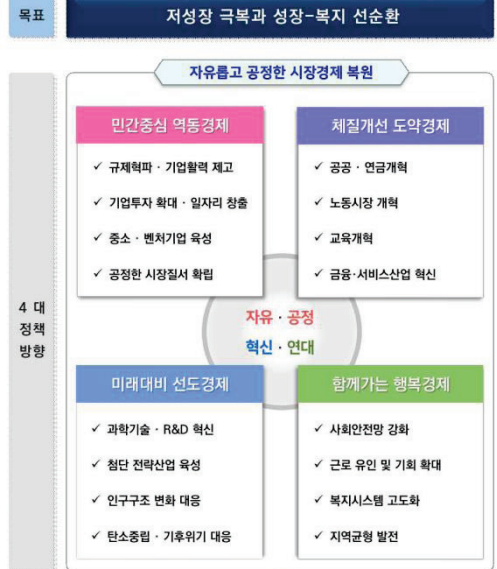 목표
저성장 극복과 성장-복지 선순환
자유롭고 공정한 시장경제 복원
4 대
정책
방향
민간중심 역동경제
✓ 규제혁파 · 기업활력 제고
✓ 기업투자 확대 · 일자리 창출
✓ 중소 · 벤처기업 육성
✓ 공정한 시장질서 확립
체질개선 도약경제
✓ 공공 · 연금개혁
✓ 노동시장 개혁
✓ 교육개혁
✓ 금융·서비스산업 혁신
자유 · 공정
혁신 · 연대
미래대비 선도경제
✓ 과학기술 · R&D 혁신
✓ 첨단 전략산업 육성
✓ 인구구조 변화 대응
✓ 탄소중립 · 기후위기 대응
함께가는 행복경제
✓ 사회안전망 강화
✓ 근로 유인 및 기회 확대
✓ 복지시스템 고도화
✓ 지역균형 발전